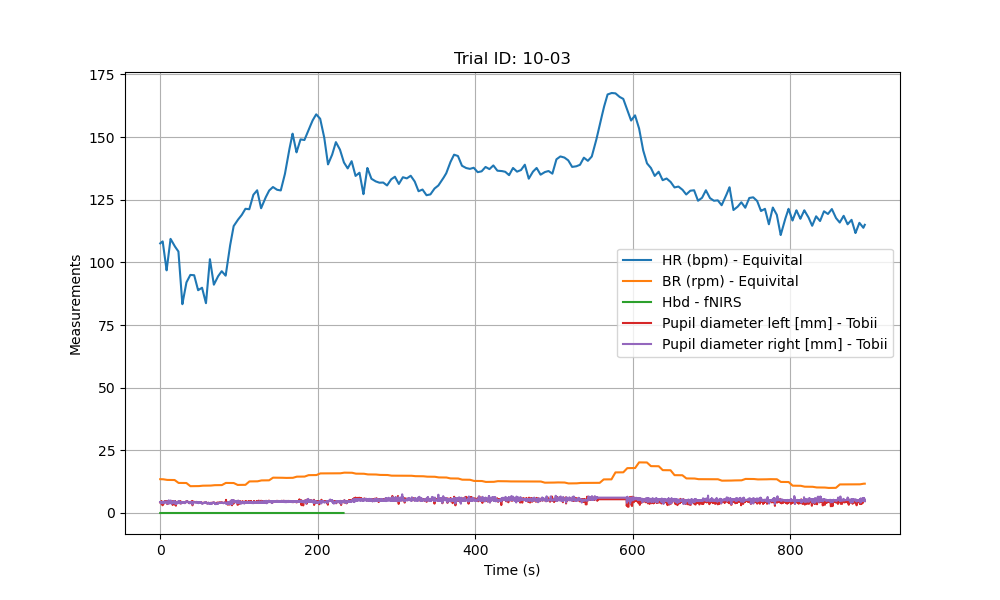 Trial ID: 10-03
175
150
125
100
75
50
25
0
Measurements
HR (bpm) - Equivital
BR (rpm) - Equivital
Hbd - fNIRS
Pupil diameter left [mm] - Tobii
Pupil diameter right [mm] - Tobii
0 200 400 600 800
Time (s)